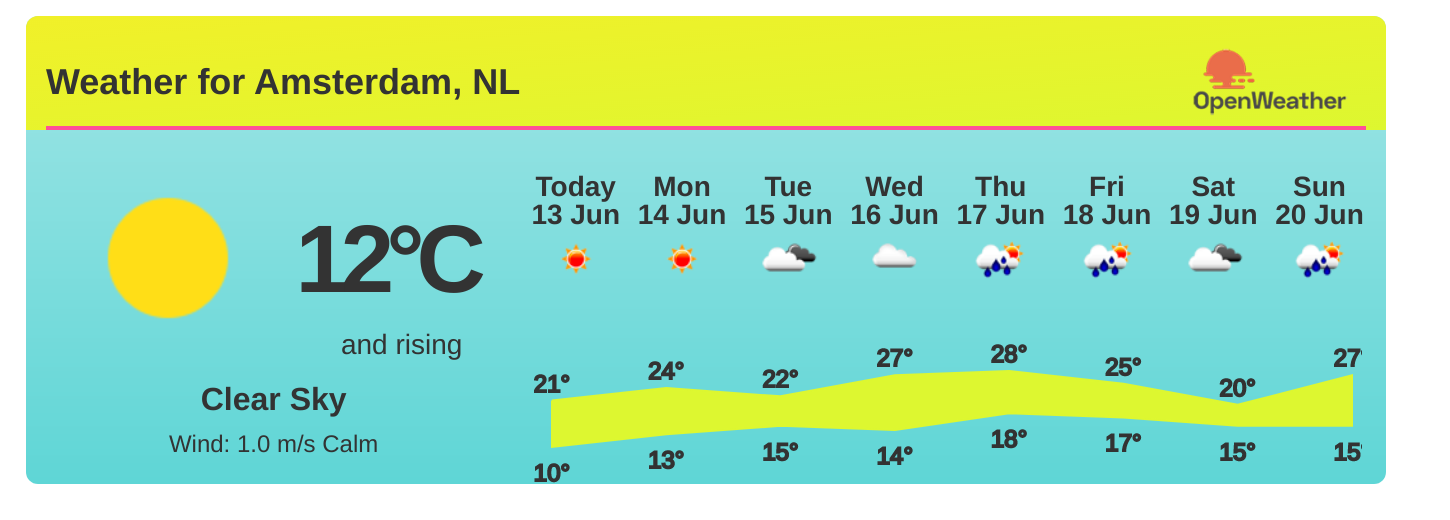 Weather for Amsterdam, NL
OpenWeather
12°C
and rising
Clear Sky
Wind: 1.0 m/s Calm
Today Mon Tue Wed Thu Fri Sat Sun
13 Jun 14 Jun 15 Jun 16 Jun 17 Jun 18 Jun 19 Jun 20 Jun
21° 24° 22° 27° 28° 25° 20° 27°
10° 13° 15° 14° 18° 17° 15° 15°